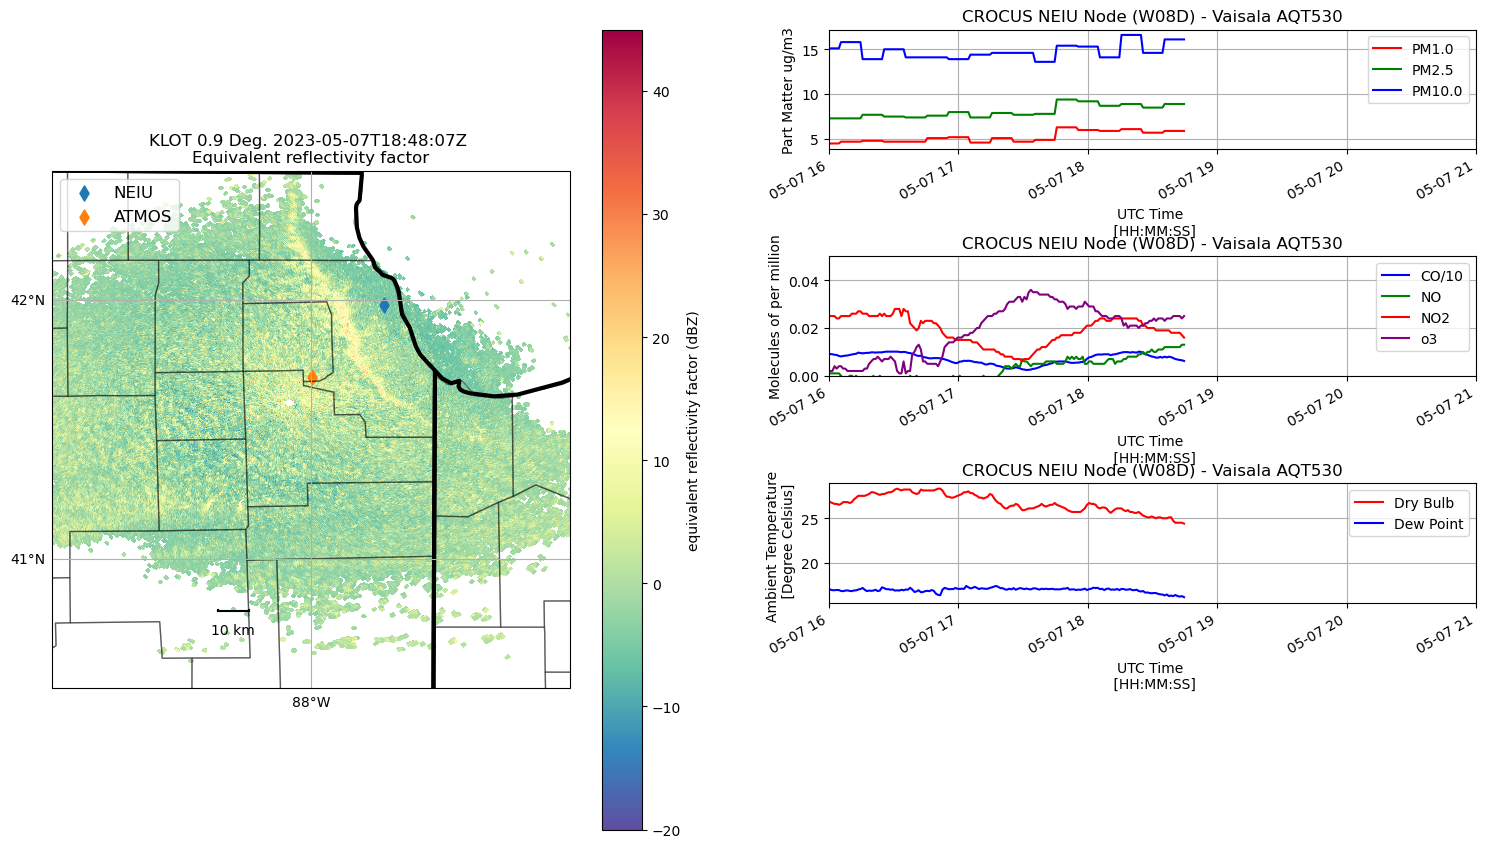 KLOT 0.9 Deg. 2023-05-07T18:48:07Z
Equivalent reflectivity factor
NEIU
ATMOS
42°N
41°N
88°W
10 km
40
30
20
10
0
−10
−20
equivalent reflectivity factor (dBZ)
CROCUS NEIU Node (W08D) - Vaisala AQT530
Part Matter ug/m3
15
10
5
PM1.0
PM2.5
PM10.0
05-07 16
05-07 17
05-07 18
05-07 19
05-07 20
05-07 21
UTC Time
[HH:MM:SS]
CROCUS NEIU Node (W08D) - Vaisala AQT530
Molecules of per million
0.04
0.02
0.00
CO/10
NO
NO2
o3
05-07 16
05-07 17
05-07 18
05-07 19
05-07 20
05-07 21
UTC Time
[HH:MM:SS]
CROCUS NEIU Node (W08D) - Vaisala AQT530
Ambient Temperature
[Degree Celsius]
25
20
Dry Bulb
Dew Point
05-07 16
05-07 17
05-07 18
05-07 19
05-07 20
05-07 21
UTC Time
[HH:MM:SS]